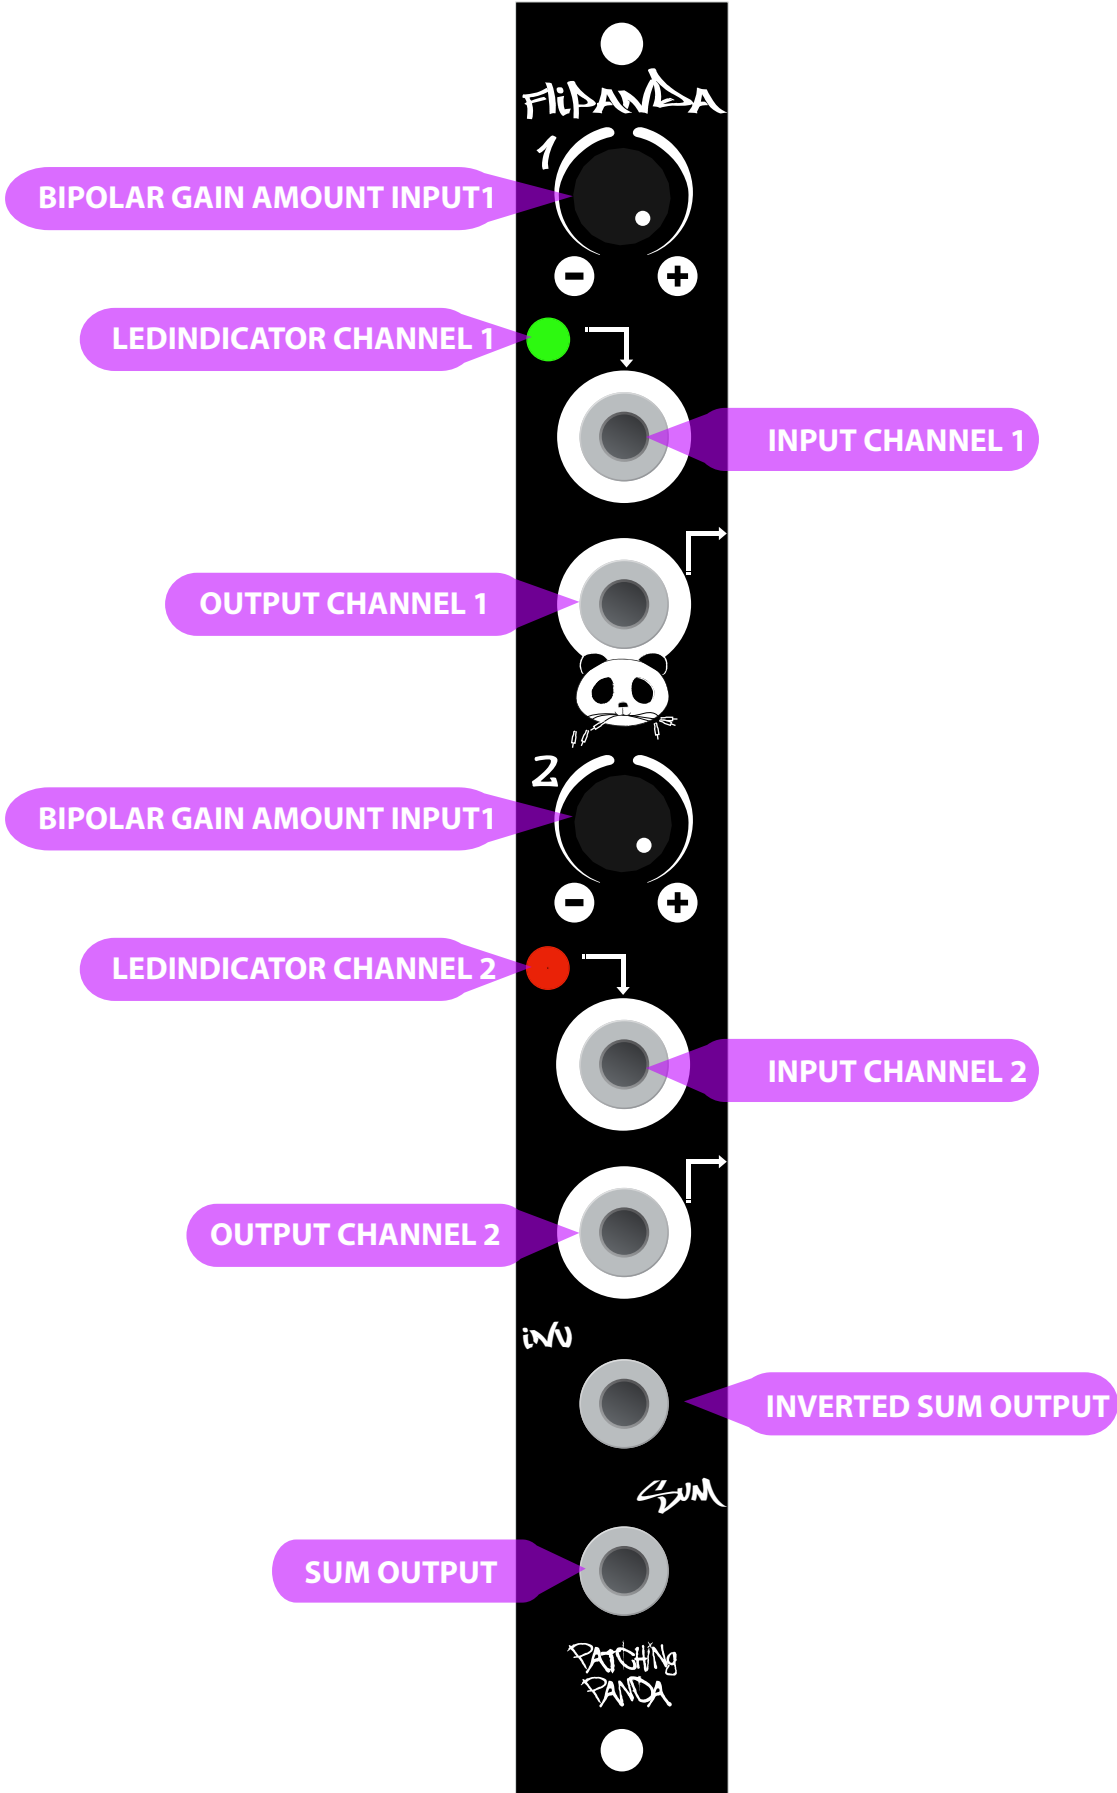 FliPANDA
1
BIPOLAR GAIN AMOUNT INPUT1
- +
LEDINDICATOR CHANNEL 1
INPUT CHANNEL 1
OUTPUT CHANNEL 1
2
BIPOLAR GAIN AMOUNT INPUT1
- +
LEDINDICATOR CHANNEL 2
INPUT CHANNEL 2
OUTPUT CHANNEL 2
iNV
INVERTED SUM OUTPUT
SUM
SUM OUTPUT
PATCHiNg
PANDA